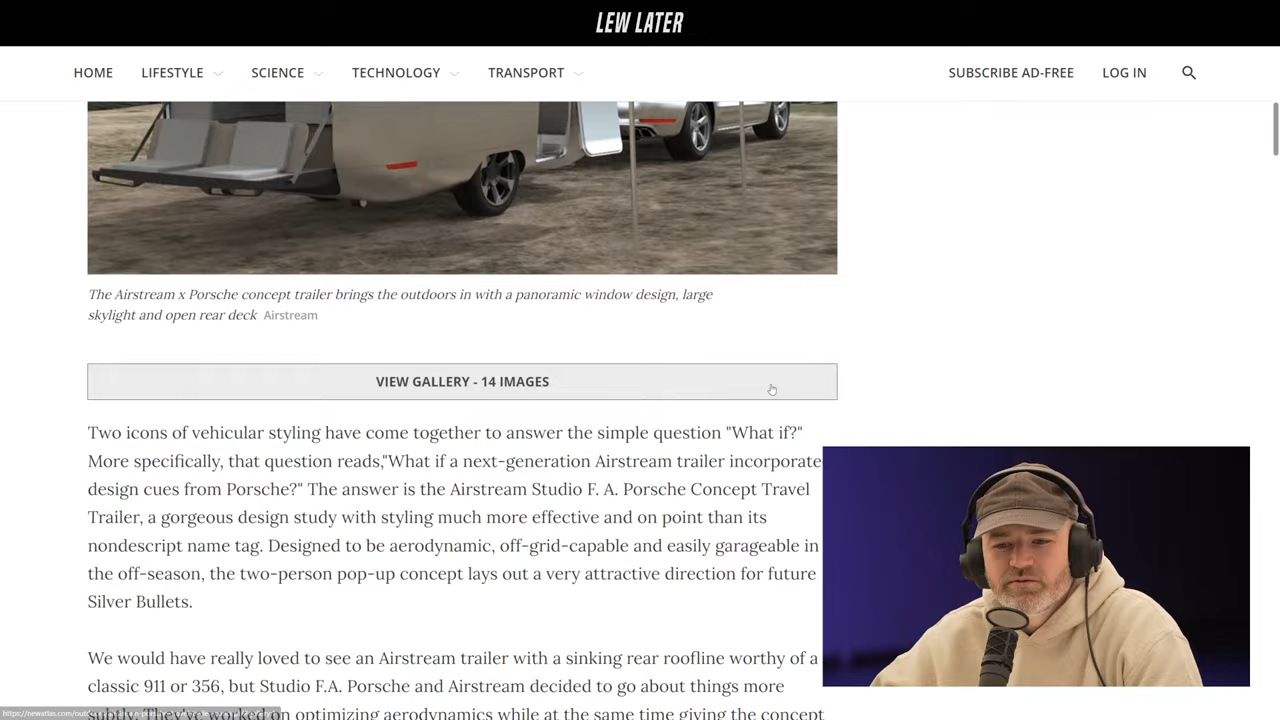 LEW LATER
HOME LIFESTYLE SCIENCE TECHNOLOGY TRANSPORT SUBSCRIBE AD-FREE LOG IN
The Airstream x Porsche concept trailer brings the outdoors in with a panoramic window design, large
skylight and open rear deck Airstream
VIEW GALLERY - 14 IMAGES
Two icons of vehicular styling have come together to answer the simple question "What if?"
More specifically, that question reads,"What if a next-generation Airstream trailer incorporate
design cues from Porsche?" The answer is the Airstream Studio F. A. Porsche Concept Travel
Trailer, a gorgeous design study with styling much more effective and on point than its
nondescript name tag. Designed to be aerodynamic, off-grid-capable and easily garageable in
the off-season, the two-person pop-up concept lays out a very attractive direction for future
Silver Bullets.
We would have really loved to see an Airstream trailer with a sinking rear roofline worthy of a
classic 911 or 356, but Studio F.A. Porsche and Airstream decided to go about things more
subtly. They've worked on optimizing aerodynamics while at the same time giving the concept